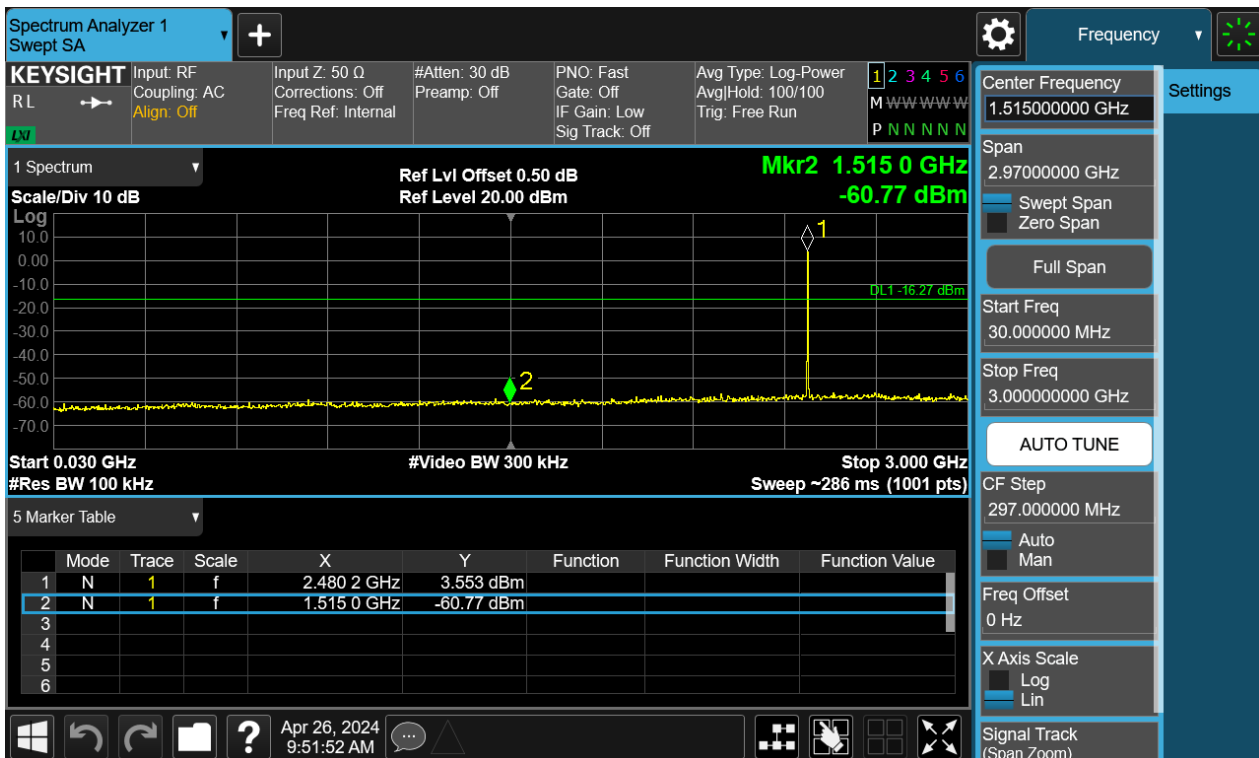 Spectrum Analyzer 1
Swept SA
Frequency
KEYSIGHT
R L
LXI
Input: RF
Coupling: AC
Align: Off
Input Z: 50 Ω
Corrections: Off
Freq Ref: Internal
#Atten: 30 dB
Preamp: Off
PNO: Fast
Gate: Off
IF Gain: Low
Sig Track: Off
Avg Type: Log-Power
Avg|Hold: 100/100
Trig: Free Run
1 2 3 4 5 6
M W W W W W
P N N N N N
1 Spectrum
Scale/Div 10 dB
Ref Lvl Offset 0.50 dB
Ref Level 20.00 dBm
Mkr2 1.515 0 GHz
-60.77 dBm
Log
10.0
0.00
-10.0
-20.0
-30.0
-40.0
-50.0
-60.0
-70.0
1
DL1 -16.27 dBm
2
Start 0.030 GHz
#Video BW 300 kHz
Stop 3.000 GHz
#Res BW 100 kHz
Sweep ~286 ms (1001 pts)
5 Marker Table
Mode Trace Scale X Y Function Function Width Function Value
1 N 1 f 2.480 2 GHz 3.553 dBm
2 N 1 f 1.515 0 GHz -60.77 dBm
3
4
5
6
Apr 26, 2024
9:51:52 AM
Center Frequency
1.515000000 GHz
Settings
Span
2.97000000 GHz
Swept Span
Zero Span
Full Span
Start Freq
30.000000 MHz
Stop Freq
3.000000000 GHz
AUTO TUNE
CF Step
297.000000 MHz
Auto
Man
Freq Offset
0 Hz
X Axis Scale
Log
Lin
Signal Track
(Span Zoom)